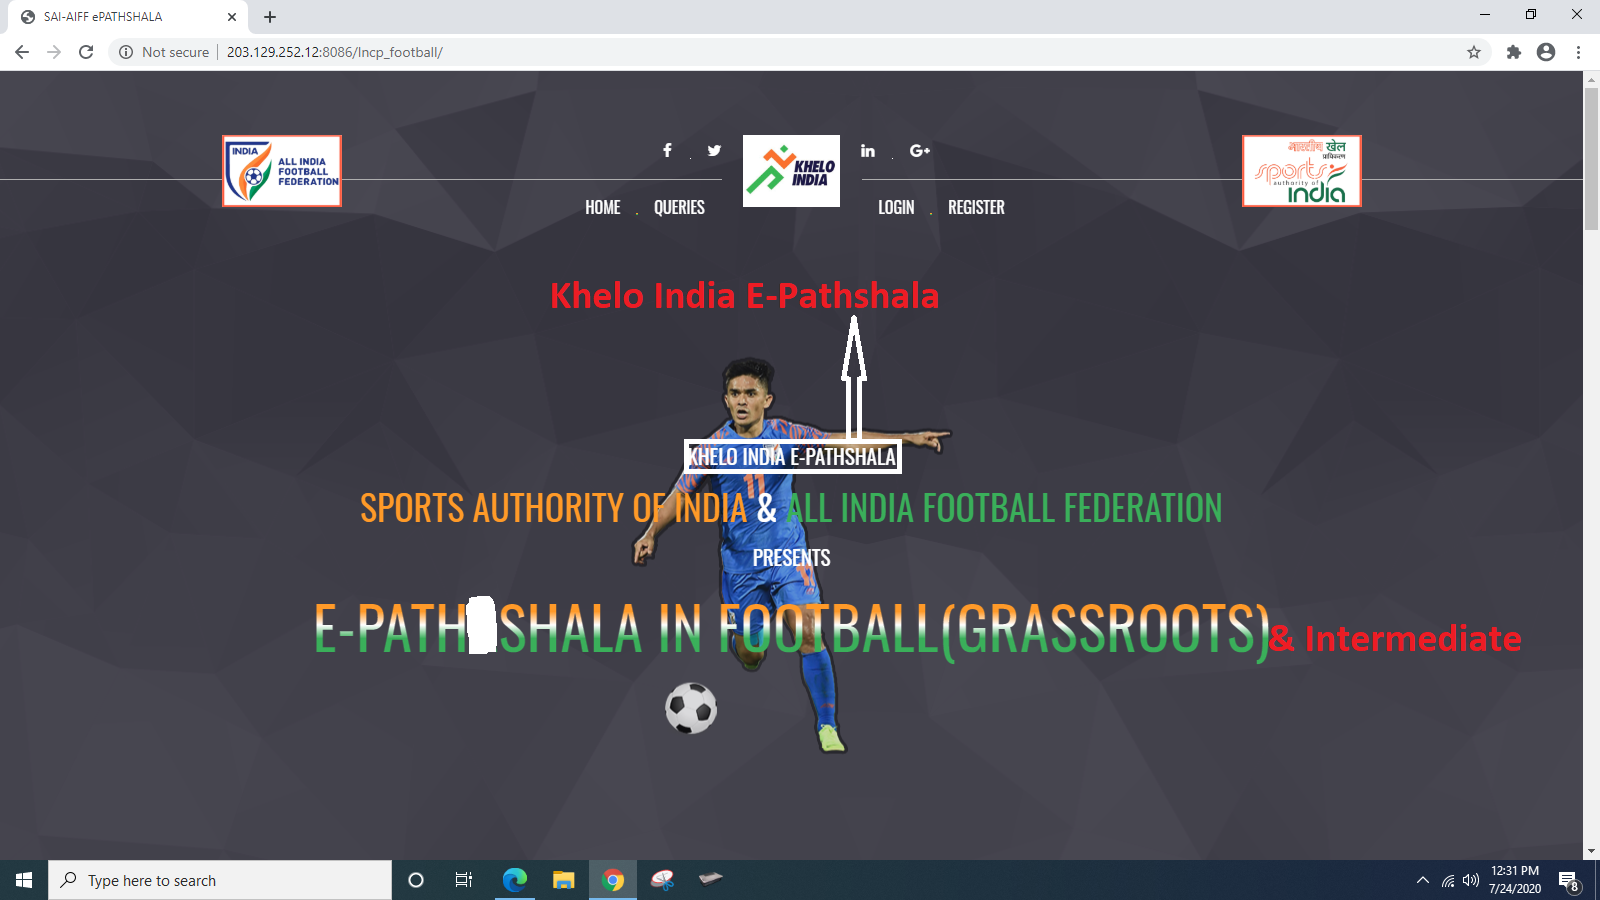 SAI-AIFF ePATHSHALA
Not secure
203.129.252.12:8086/lncp_football/
INDIA
ALL INDIA
FOOTBALL
FEDERATION
KHELO
INDIA
भारतीय खेल
प्राधिकरण
sports
authority of
india
HOME . QUERIES
LOGIN . REGISTER
Khelo India E-Pathshala
KHELO INDIA E-PATHSHALA
11
SPORTS AUTHORITY OF INDIA & ALL INDIA FOOTBALL FEDERATION
PRESENTS
E-PATH SHALA IN FOOTBALL(GRASSROOTS) & Intermediate
Type here to search
12:31 PM
7/24/2020
8